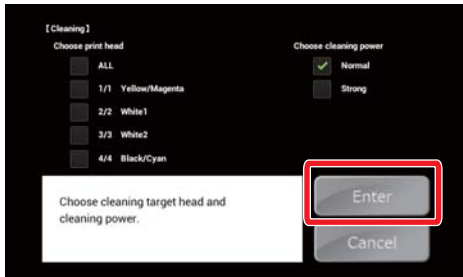 [Cleaning]
Choose print head
Choose cleaning power
ALL
Normal
1/1 Yellow/Magenta
Strong
2/2 White1
3/3 White2
4/4 Black/Cyan
Choose cleaning target head and
cleaning power.
Enter
Cancel